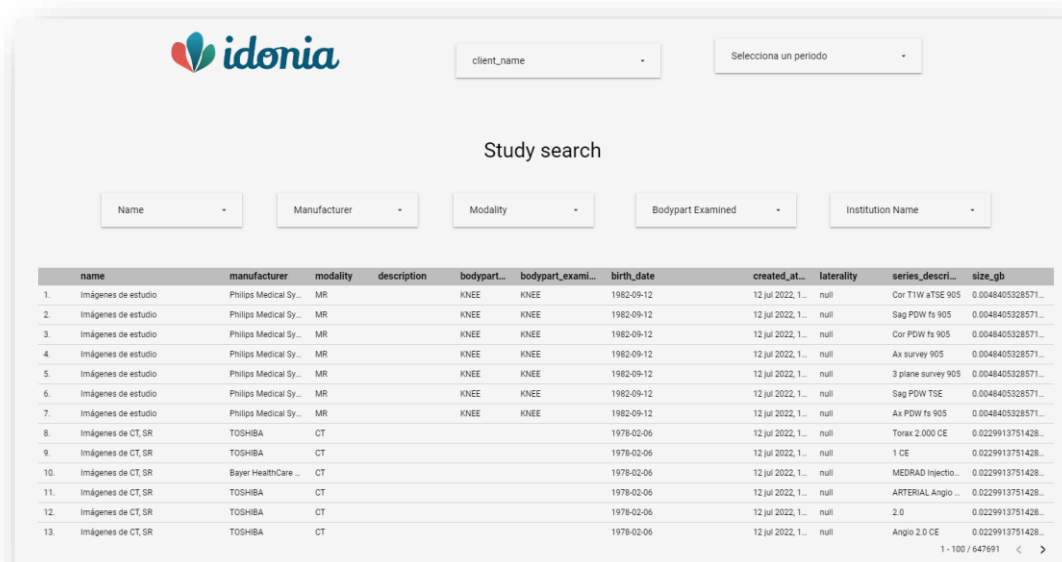 idonia
client_name Selecciona un periodo
Study search
Name Manufacturer Modality Bodypart Examined Institution Name
name manufacturer modality description bodypart... bodypart_exami... birth_date created_at... laterality series_descri... size_gb
1. Imágenes de estudio Philips Medical Sy... MR KNEE KNEE 1982-09-12 12 jul 2022, 1... null Cor T1W aTSE 905 0.0048405328571...
2. Imágenes de estudio Philips Medical Sy... MR KNEE KNEE 1982-09-12 12 jul 2022, 1... null Sag PDW fs 905 0.0048405328571...
3. Imágenes de estudio Philips Medical Sy... MR KNEE KNEE 1982-09-12 12 jul 2022, 1... null Cor PDW fs 905 0.0048405328571...
4. Imágenes de estudio Philips Medical Sy... MR KNEE KNEE 1982-09-12 12 jul 2022, 1... null Ax survey 905 0.0048405328571...
5. Imágenes de estudio Philips Medical Sy... MR KNEE KNEE 1982-09-12 12 jul 2022, 1... null 3 plane survey 905 0.0048405328571...
6. Imágenes de estudio Philips Medical Sy... MR KNEE KNEE 1982-09-12 12 jul 2022, 1... null Sag PDW TSE 0.0048405328571...
7. Imágenes de estudio Philips Medical Sy... MR KNEE KNEE 1982-09-12 12 jul 2022, 1... null Ax PDW fs 905 0.0048405328571...
8. Imágenes de CT, SR TOSHIBA CT 1978-02-06 12 jul 2022, 1... null Torax 2.000 CE 0.0229913751428...
9. Imágenes de CT, SR TOSHIBA CT 1978-02-06 12 jul 2022, 1... null 1 CE 0.0229913751428...
10. Imágenes de CT, SR Bayer HealthCare ... CT 1978-02-06 12 jul 2022, 1... null MEDRAD Injectio... 0.0229913751428...
11. Imágenes de CT, SR TOSHIBA CT 1978-02-06 12 jul 2022, 1... null ARTERIAL Angio ... 0.0229913751428...
12. Imágenes de CT, SR TOSHIBA CT 1978-02-06 12 jul 2022, 1... null 2.0 0.0229913751428...
13. Imágenes de CT, SR TOSHIBA CT 1978-02-06 12 jul 2022, 1... null Angio 2.0 CE 0.0229913751428...
1 - 100 / 647691 < >